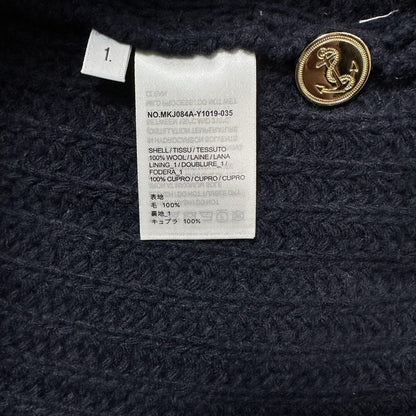 1.
NO.MKJ084A-Y1019-035
SHELL / TISSU / TESSUTO
100% WOOL / LAINE / LANA
LINING_1 / DOUBLURE_1 /
FODERA_1
100% CUPRO / CUPRO / CUPRO
表地
毛 100%
裏地_1
キュプラ 100%